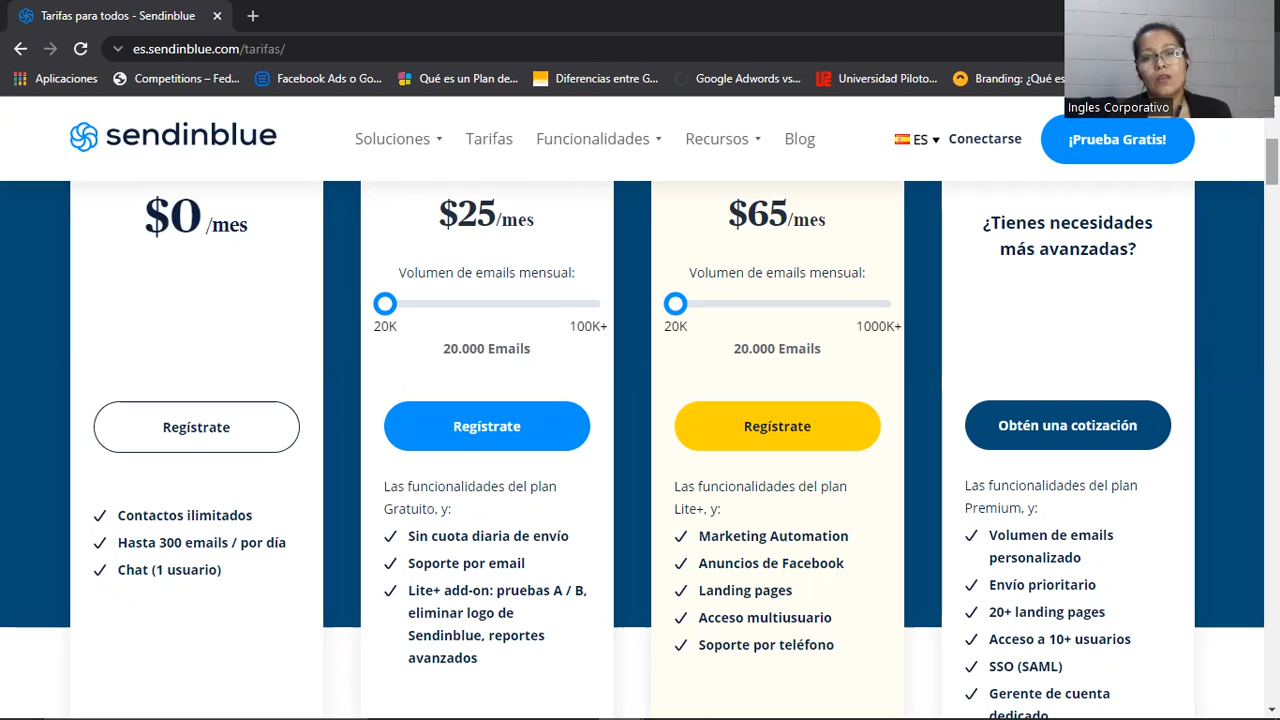 Tarifas para todos - Sendinblue
es.sendinblue.com/tarifas/
Aplicaciones
Competitions – Fed...
Facebook Ads o Go...
Qué es un Plan de...
Diferencias entre G...
Google Adwords vs...
Universidad Piloto...
Branding: ¿Qué es
Ingles Corporativo
sendinblue
Soluciones
Tarifas
Funcionalidades
Recursos
Blog
ES
Conectarse
¡Prueba Gratis!
$0 /mes
Regístrate
Contactos ilimitados
Hasta 300 emails / por día
Chat (1 usuario)
$25/mes
Volumen de emails mensual:
20K 100K+
20.000 Emails
Regístrate
Las funcionalidades del plan
Gratuito, y:
Sin cuota diaria de envío
Soporte por email
Lite+ add-on: pruebas A / B,
eliminar logo de
Sendinblue, reportes
avanzados
$65/mes
Volumen de emails mensual:
20K 1000K+
20.000 Emails
Regístrate
Las funcionalidades del plan
Lite+, y:
Marketing Automation
Anuncios de Facebook
Landing pages
Acceso multiusuario
Soporte por teléfono
¿Tienes necesidades
más avanzadas?
Obtén una cotización
Las funcionalidades del plan
Premium, y:
Volumen de emails
personalizado
Envío prioritario
20+ landing pages
Acceso a 10+ usuarios
SSO (SAML)
Gerente de cuenta
dedicado